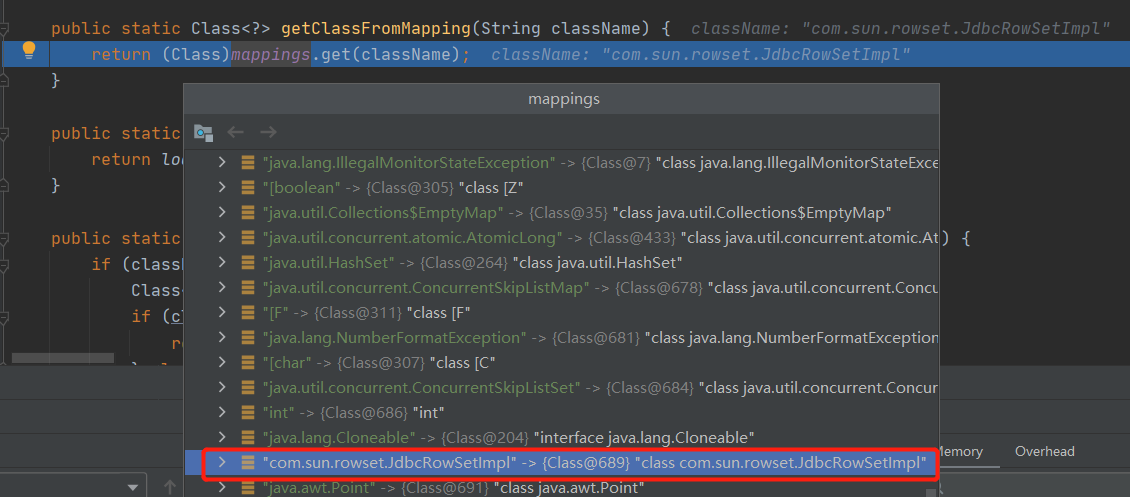 public static Class<?> getClassFromMapping(String className) { className: "com.sun.rowset.JdbcRowSetImpl"
return (Class)mappings.get(className); className: "com.sun.rowset.JdbcRowSetImpl"
}
mappings
public static
return lo
}
public static
) {
if (class
Class<
if (c
re
"java.lang.IllegalMonitorStateException" -> {Class@7} "class java.lang.IllegalMonitorStateExce
"[boolean" -> {Class@305} "class [Z"
"java.util.Collections$EmptyMap" -> {Class@35} "class java.util.Collections$EmptyMap"
"java.util.concurrent.atomic.AtomicLong" -> {Class@433} "class java.util.concurrent.atomic.At
"java.util.HashSet" -> {Class@264} "class java.util.HashSet"
"java.util.concurrent.ConcurrentSkipListMap" -> {Class@678} "class java.util.concurrent.Concu
"[F" -> {Class@311} "class [F"
"java.lang.NumberFormatException" -> {Class@681} "class java.lang.NumberFormatException
"[char" -> {Class@307} "class [C"
"java.util.concurrent.ConcurrentSkipListSet" -> {Class@684} "class java.util.concurrent.Concur
"int" -> {Class@686} "int"
"java.lang.Cloneable" -> {Class@204} "interface java.lang.Cloneable"
"com.sun.rowset.JdbcRowSetImpl" -> {Class@689} "class com.sun.rowset.JdbcRowSetImpl"
"java.awt.Point" -> {Class@691} "class java.awt.Point"
Memory
Overhead